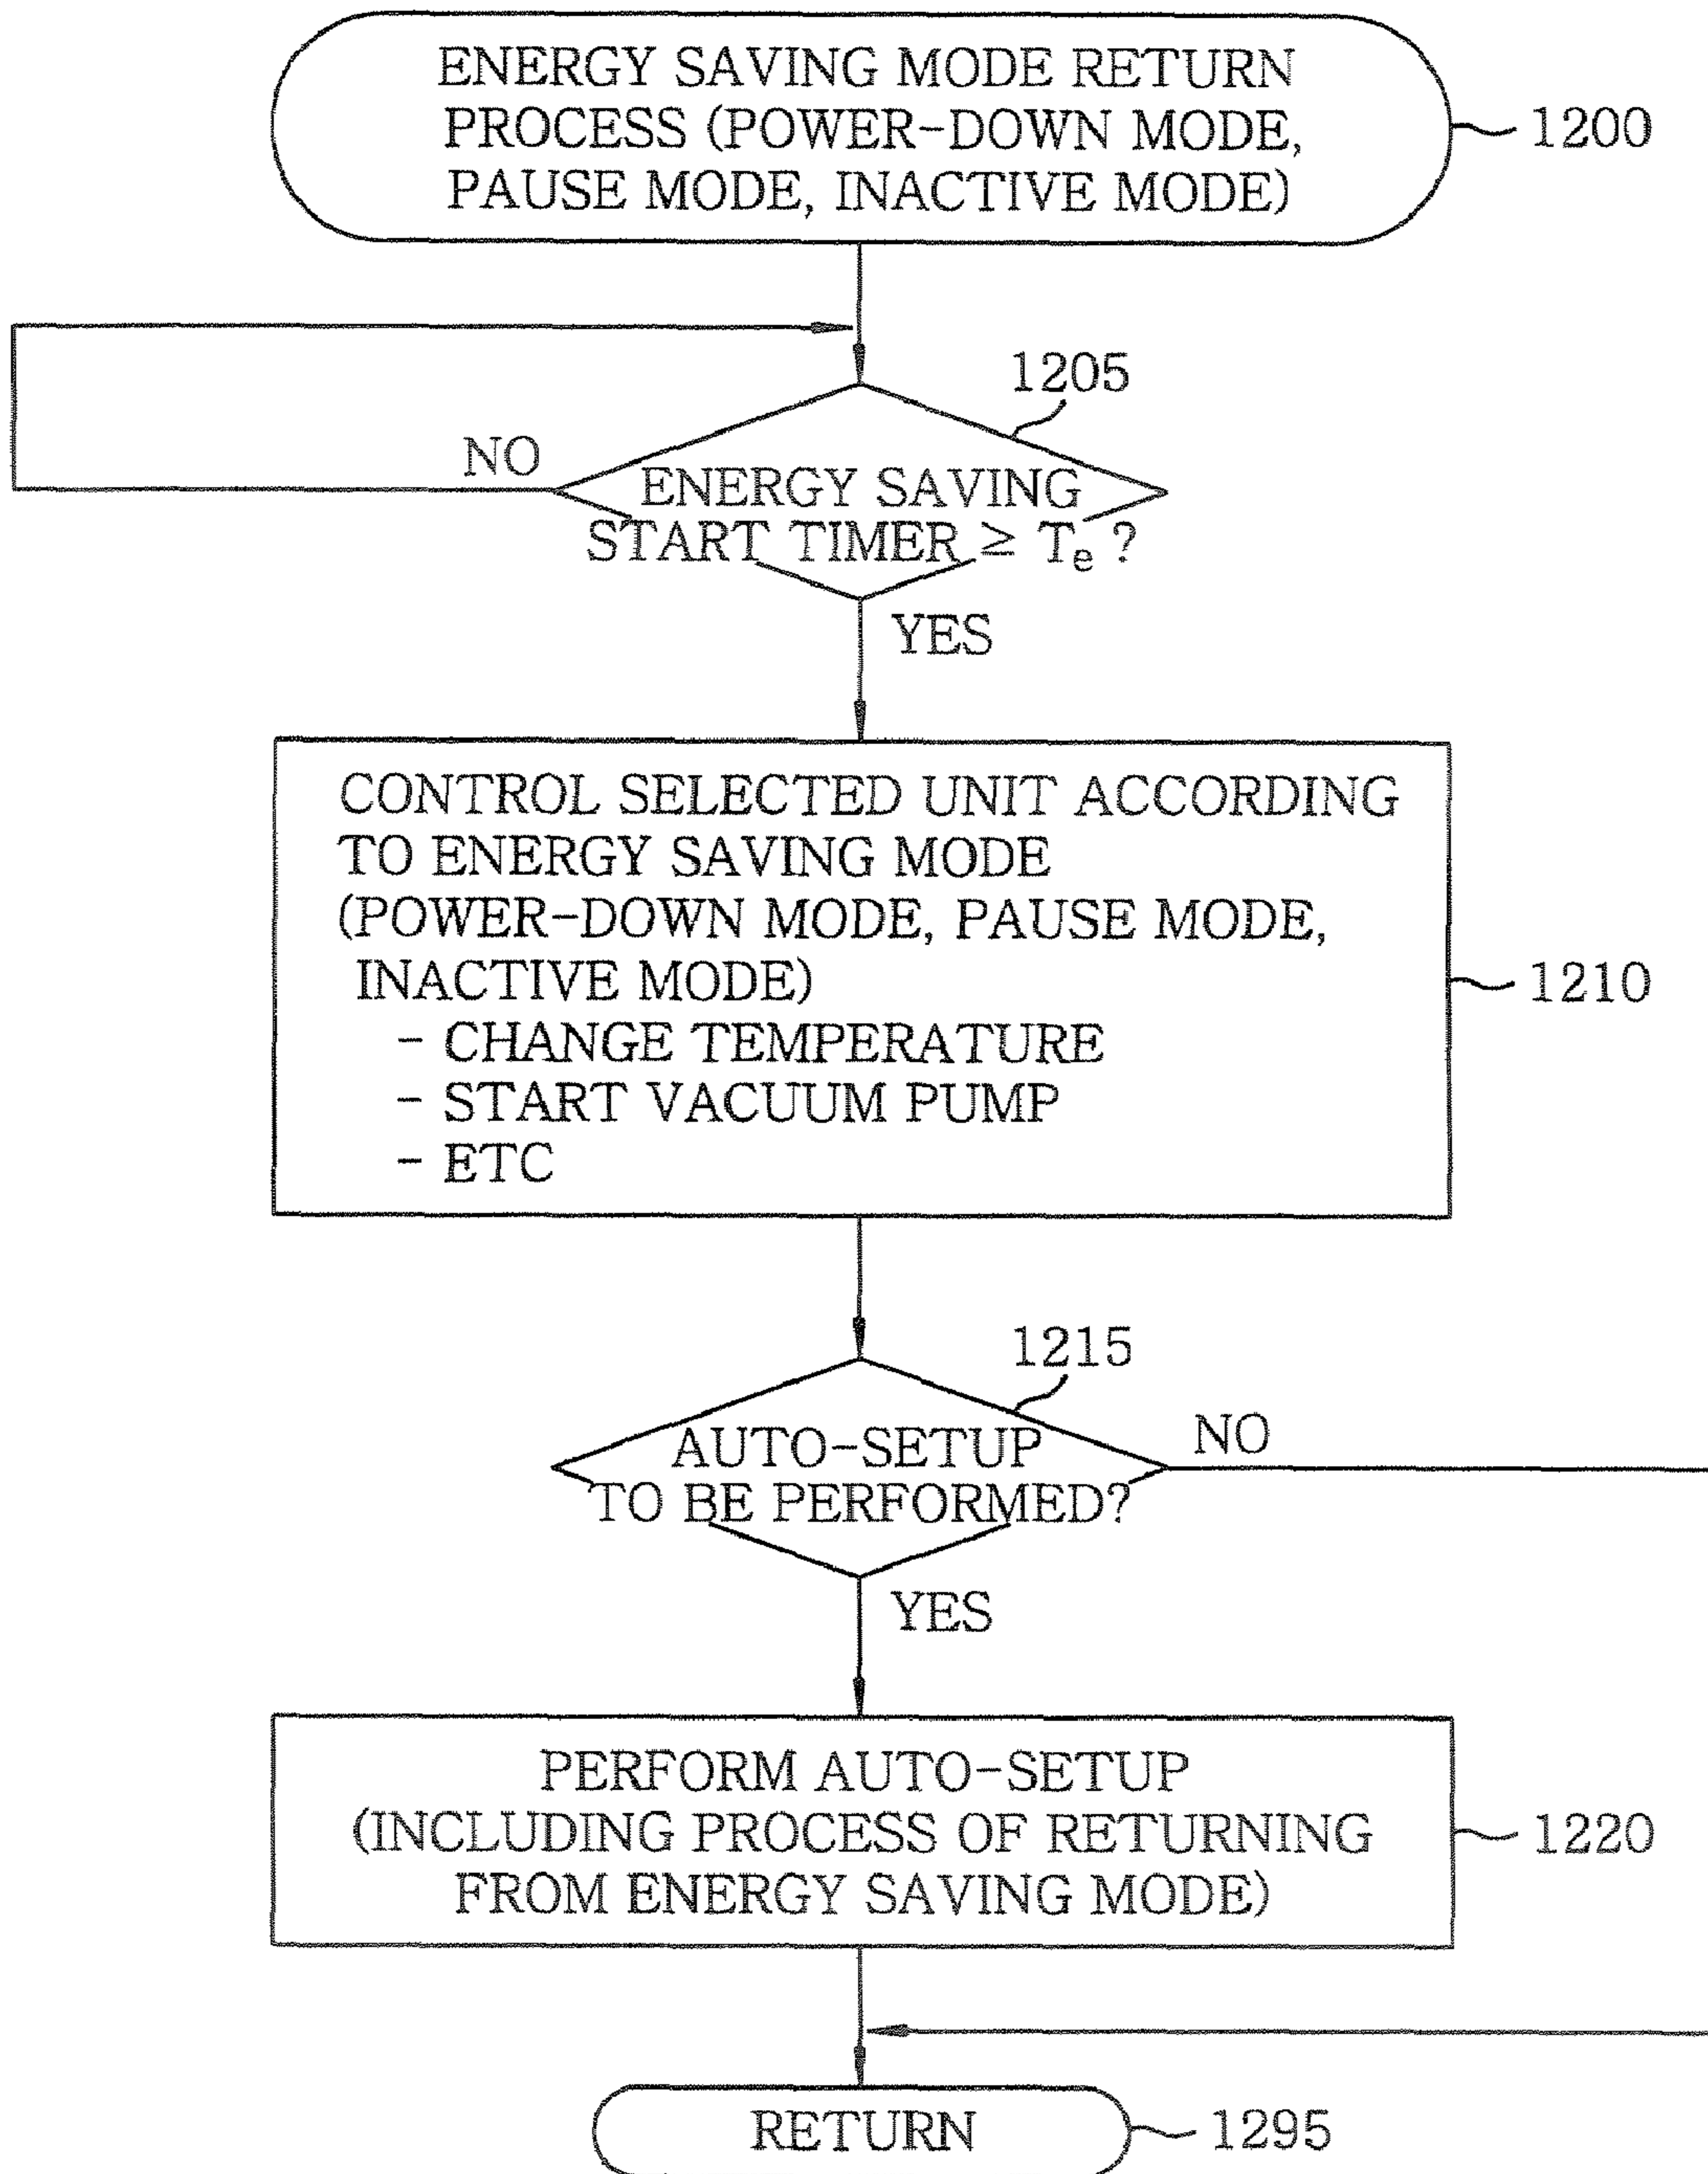 ENERGY SAVING MODE RETURN
PROCESS (POWER-DOWN MODE,
PAUSE MODE, INACTIVE MODE)
1200
1205
NO
ENERGY SAVING
START TIMER ≥ Te ?
YES
CONTROL SELECTED UNIT ACCORDING
TO ENERGY SAVING MODE
(POWER-DOWN MODE, PAUSE MODE,
INACTIVE MODE)
- CHANGE TEMPERATURE
- START VACUUM PUMP
- ETC
1210
1215
AUTO-SETUP
TO BE PERFORMED?
NO
YES
PERFORM AUTO-SETUP
(INCLUDING PROCESS OF RETURNING
FROM ENERGY SAVING MODE)
1220
RETURN
1295